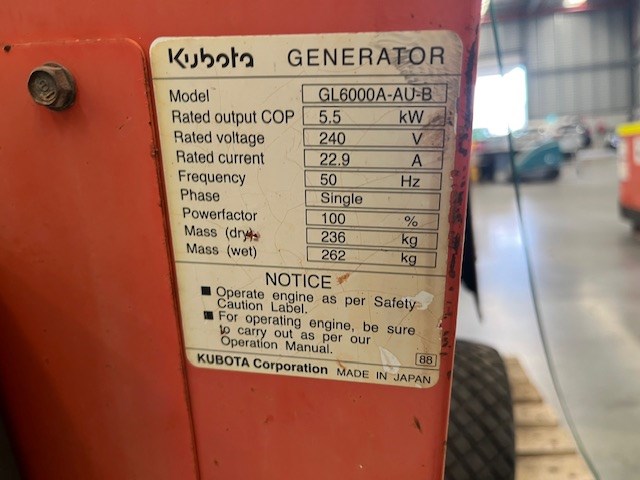 Kubota GENERATOR
Model GL6000A-AU-B
Rated output COP 5.5 kW
Rated voltage 240 V
Rated current 22.9 A
Frequency 50 Hz
Phase Single
Powerfactor 100 %
Mass (dry) 236 kg
Mass (wet) 262 kg
NOTICE
■ Operate engine as per Safety
Caution Label.
■ For operating engine, be sure
to carry out as per our
Operation Manual.
88
KUBOTA Corporation MADE IN JAPAN